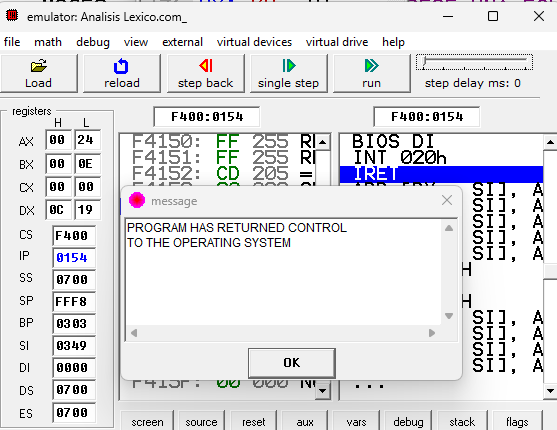 emulator: Analisis Lexico.com_
file math debug view external virtual devices virtual drive help
Load reload step back single step run step delay ms: 0
registers
H L
F400:0154 F400:0154
AX 00 24
BX 00 0E
CX 00 00
DX 0C 19
CS F400
IP 0154
SS 0700
SP FFF8
BP 0303
SI 0349
DI 0000
DS 0700
ES 0700
F4150: FF 255
F4151: FF 255
F4152: CD 205 =
BIOS DI
INT 020h
IRET
SI], A
SI], A
SI], A
SI], A
SI], A
H
H
SI], A
SI], A
SI], A
SI], A
...
message
PROGRAM HAS RETURNED CONTROL
TO THE OPERATING SYSTEM
OK
F415F: 00 000
screen source reset aux vars debug stack flags